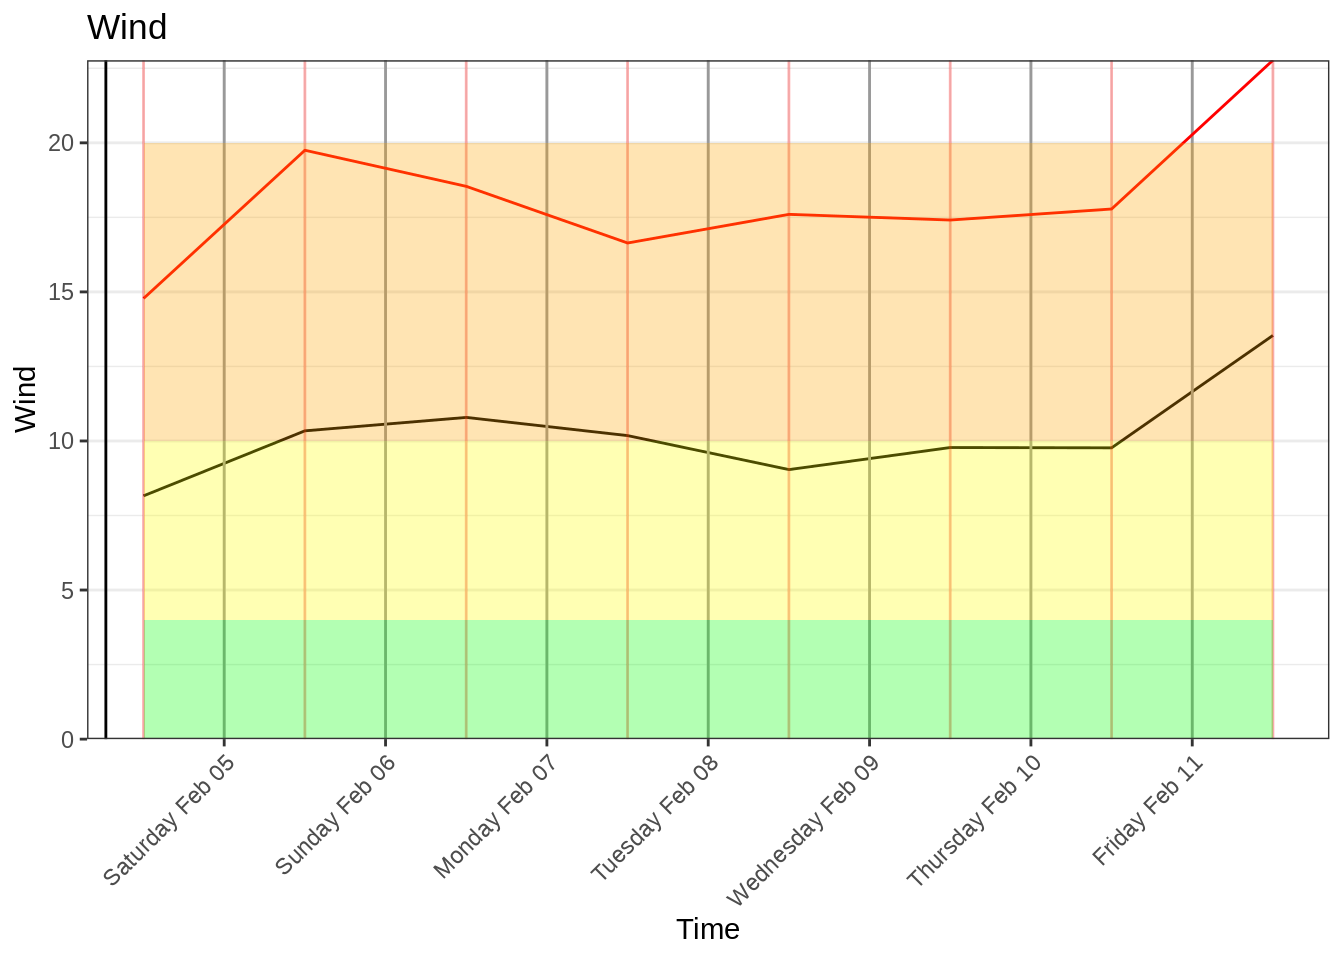 Wind
Wind
20
15
10
5
0
Saturday Feb 05
Sunday Feb 06
Monday Feb 07
Tuesday Feb 08
Wednesday Feb 09
Thursday Feb 10
Friday Feb 11
Time